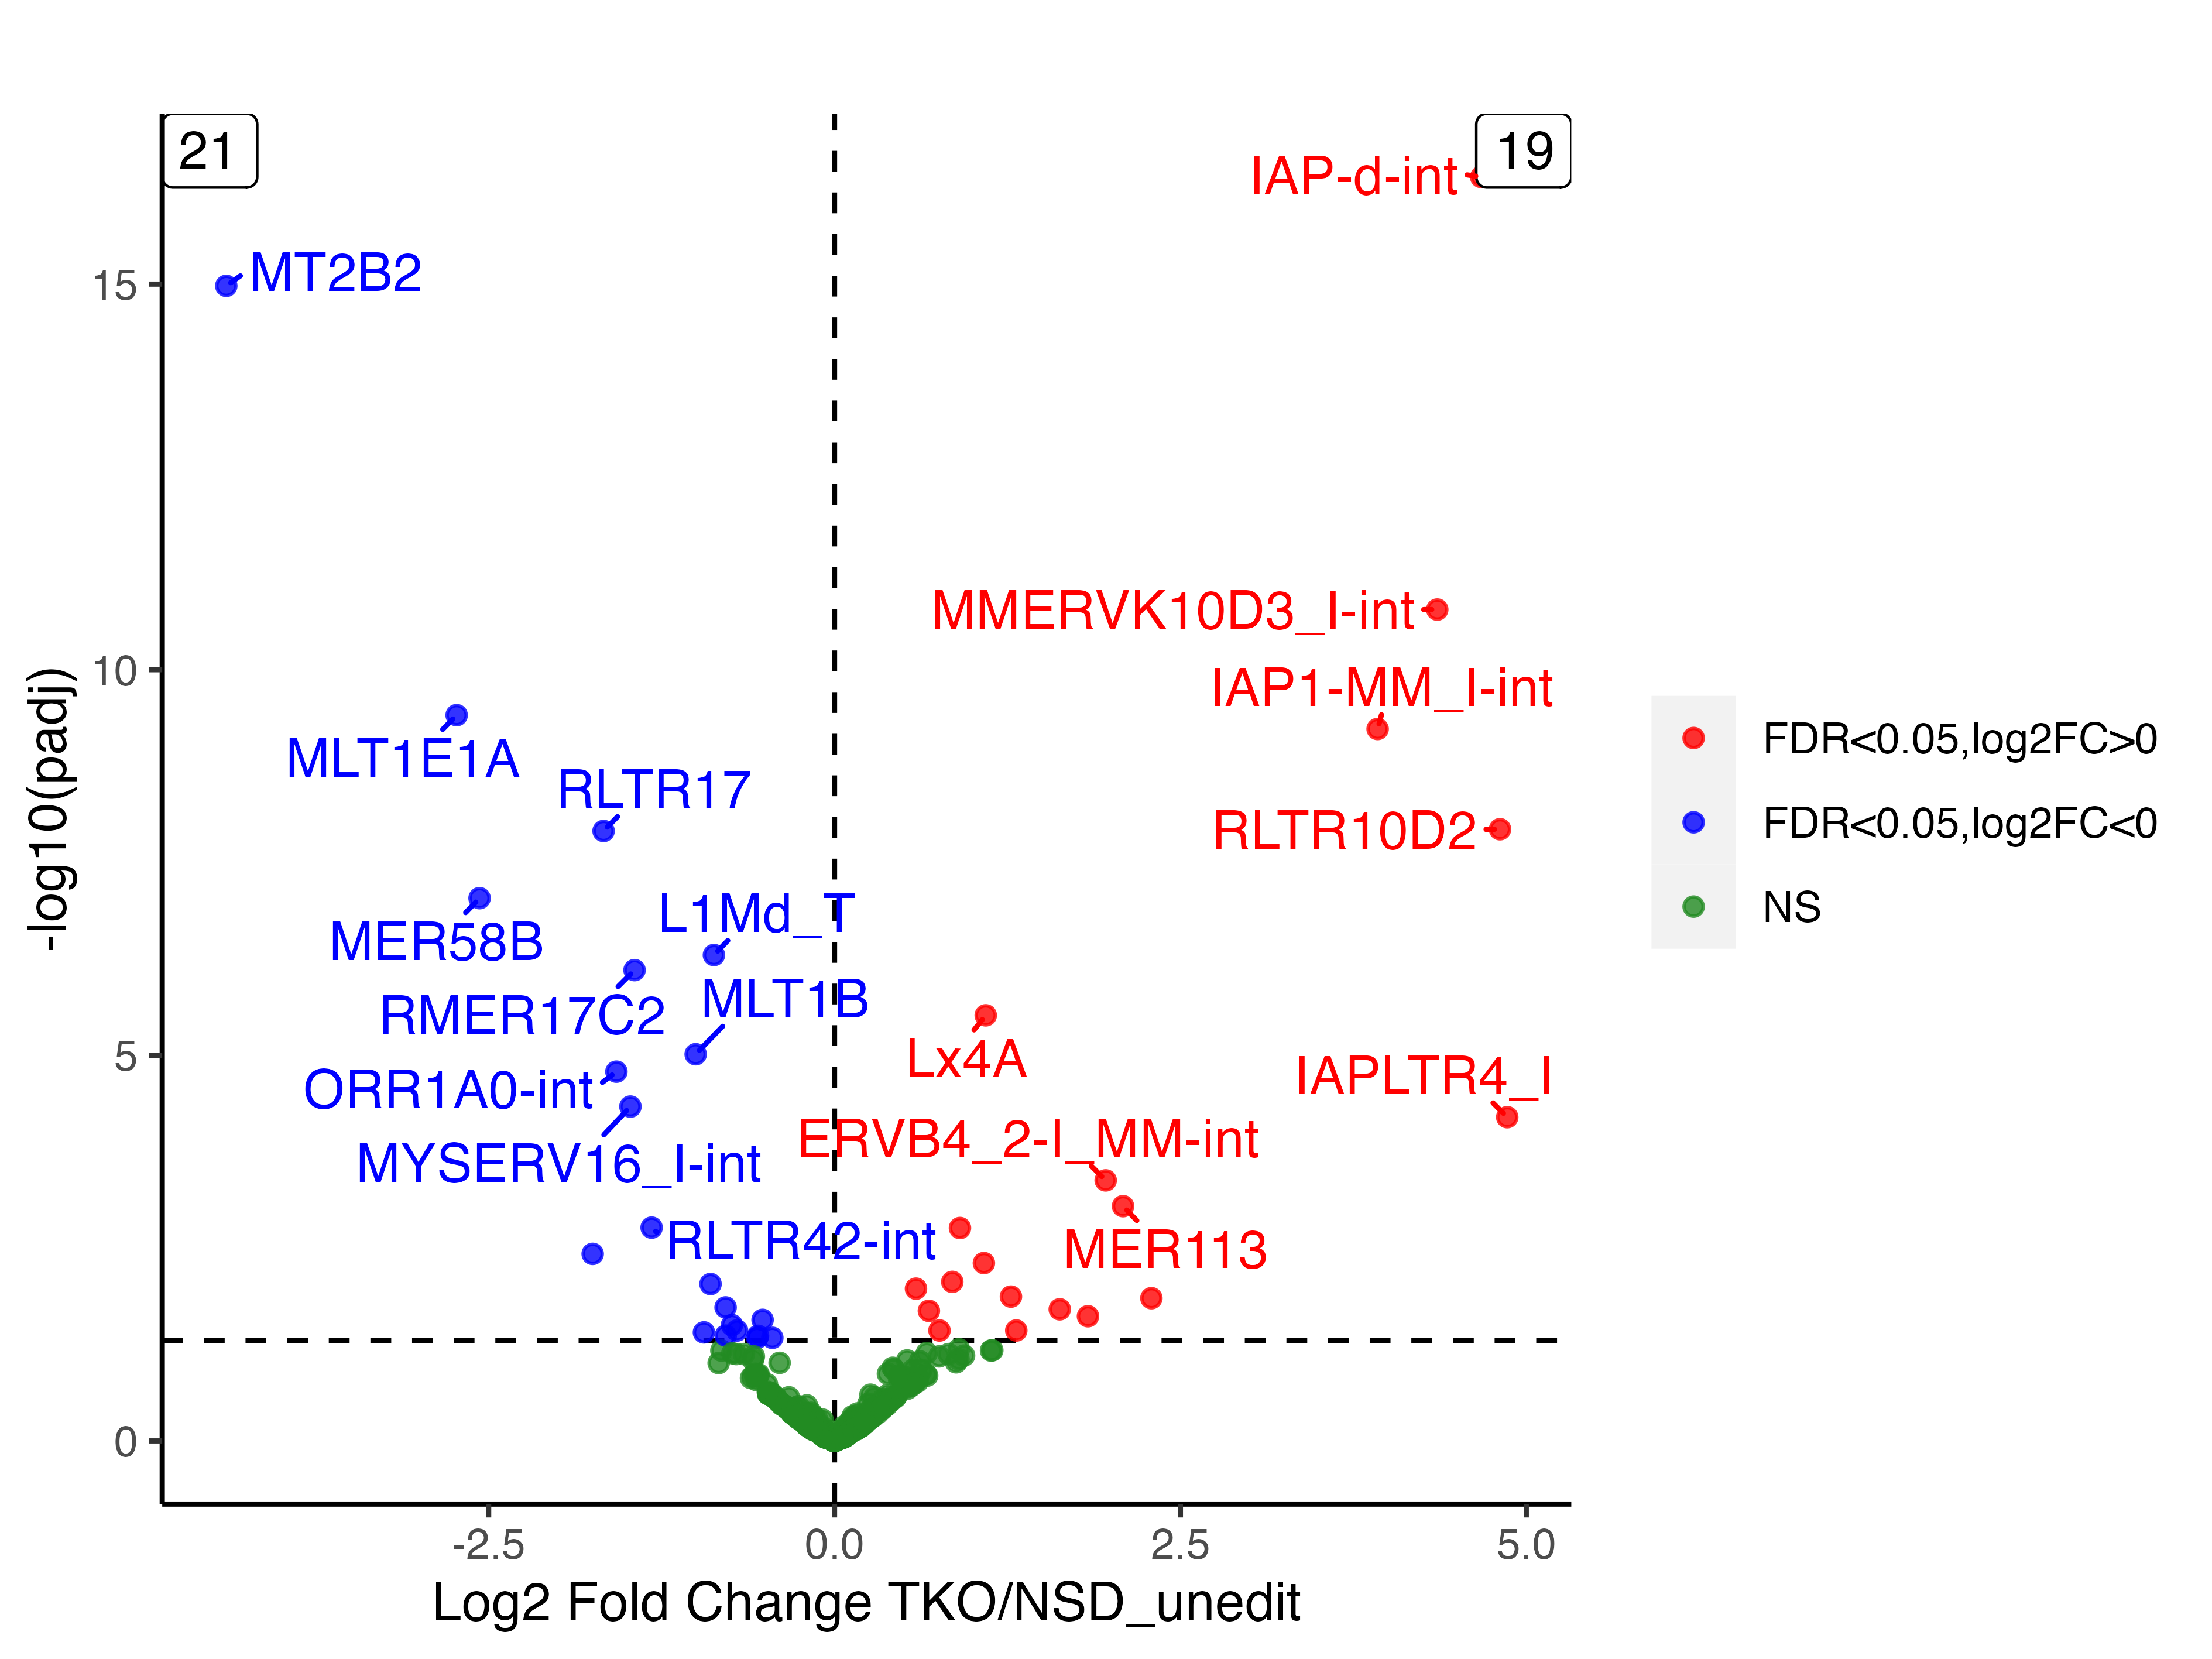 21
19
IAP-d-int
MT2B2
15
MMERVK10D3_I-int
10
IAP1-MM_I-int
MLT1E1A
RLTR17
RLTR10D2
MER58B
L1Md_T
RMER17C2
MLT1B
5
Lx4A
ORR1A0-int
IAPLTR4_I
MYSERV16_I-int
ERVB4_2-I_MM-int
RLTR42-int
MER113
0
-log10(padj)
-2.5
0.0
2.5
5.0
Log2 Fold Change TKO/NSD_unedit
FDR<0.05,log2FC>0
FDR<0.05,log2FC<0
NS